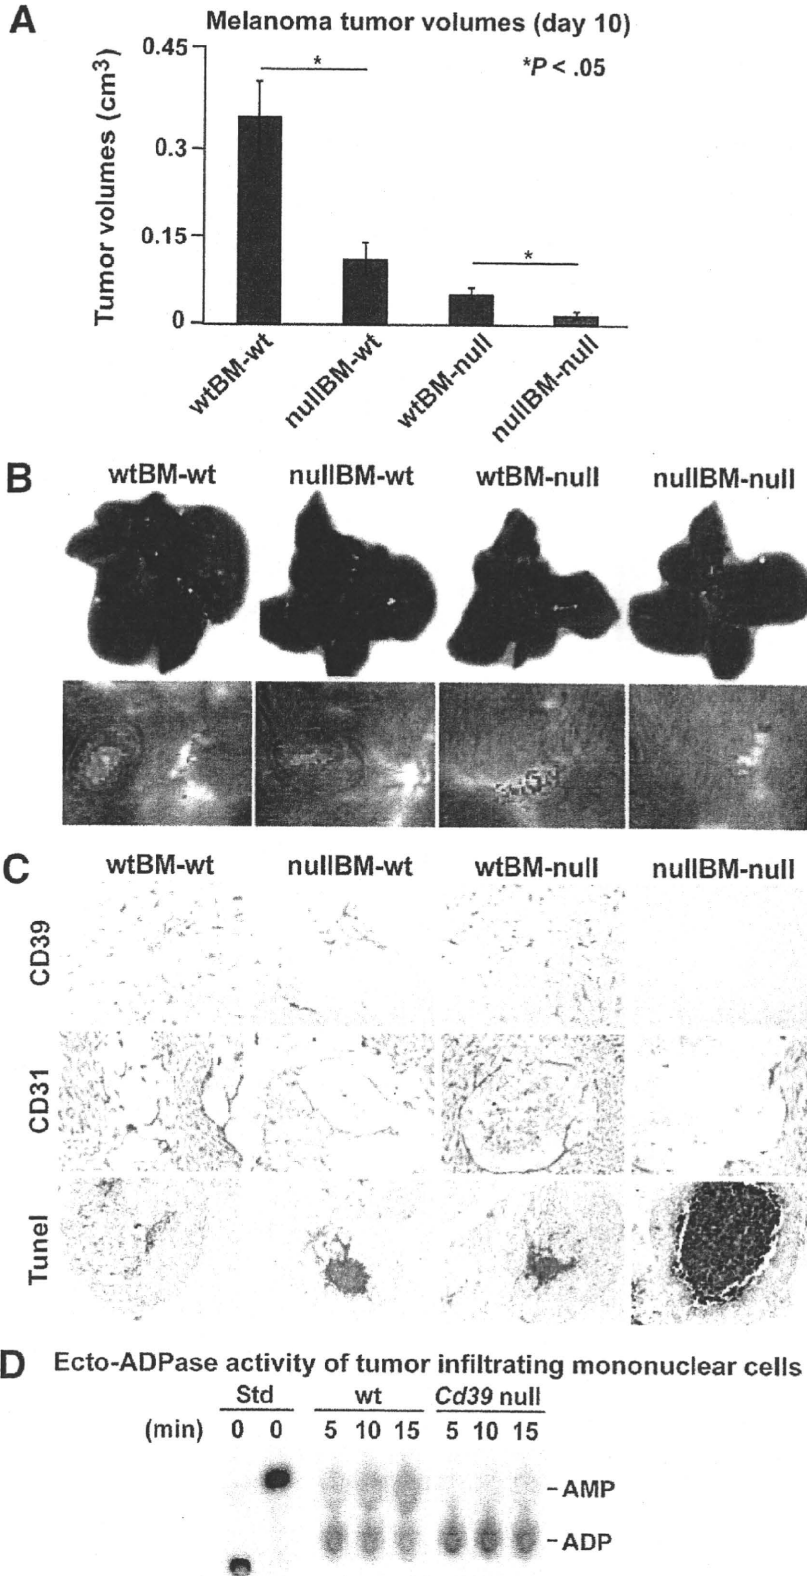 A
Melanoma tumor volumes (day 10)
*P < .05
*
*
Tumor volumes (cm3)
0.45
0.3
0.15
0
wtBM-wt
nullBM-wt
wtBM-null
nullBM-null
B
wtBM-wt nullBM-wt wtBM-null nullBM-null
C
wtBM-wt nullBM-wt wtBM-null nullBM-null
CD39
CD31
Tunel
D
Ecto-ADPase activity of tumor infiltrating mononuclear cells
Std wt Cd39 null
(min) 0 0 5 10 15 5 10 15
-AMP
-ADP